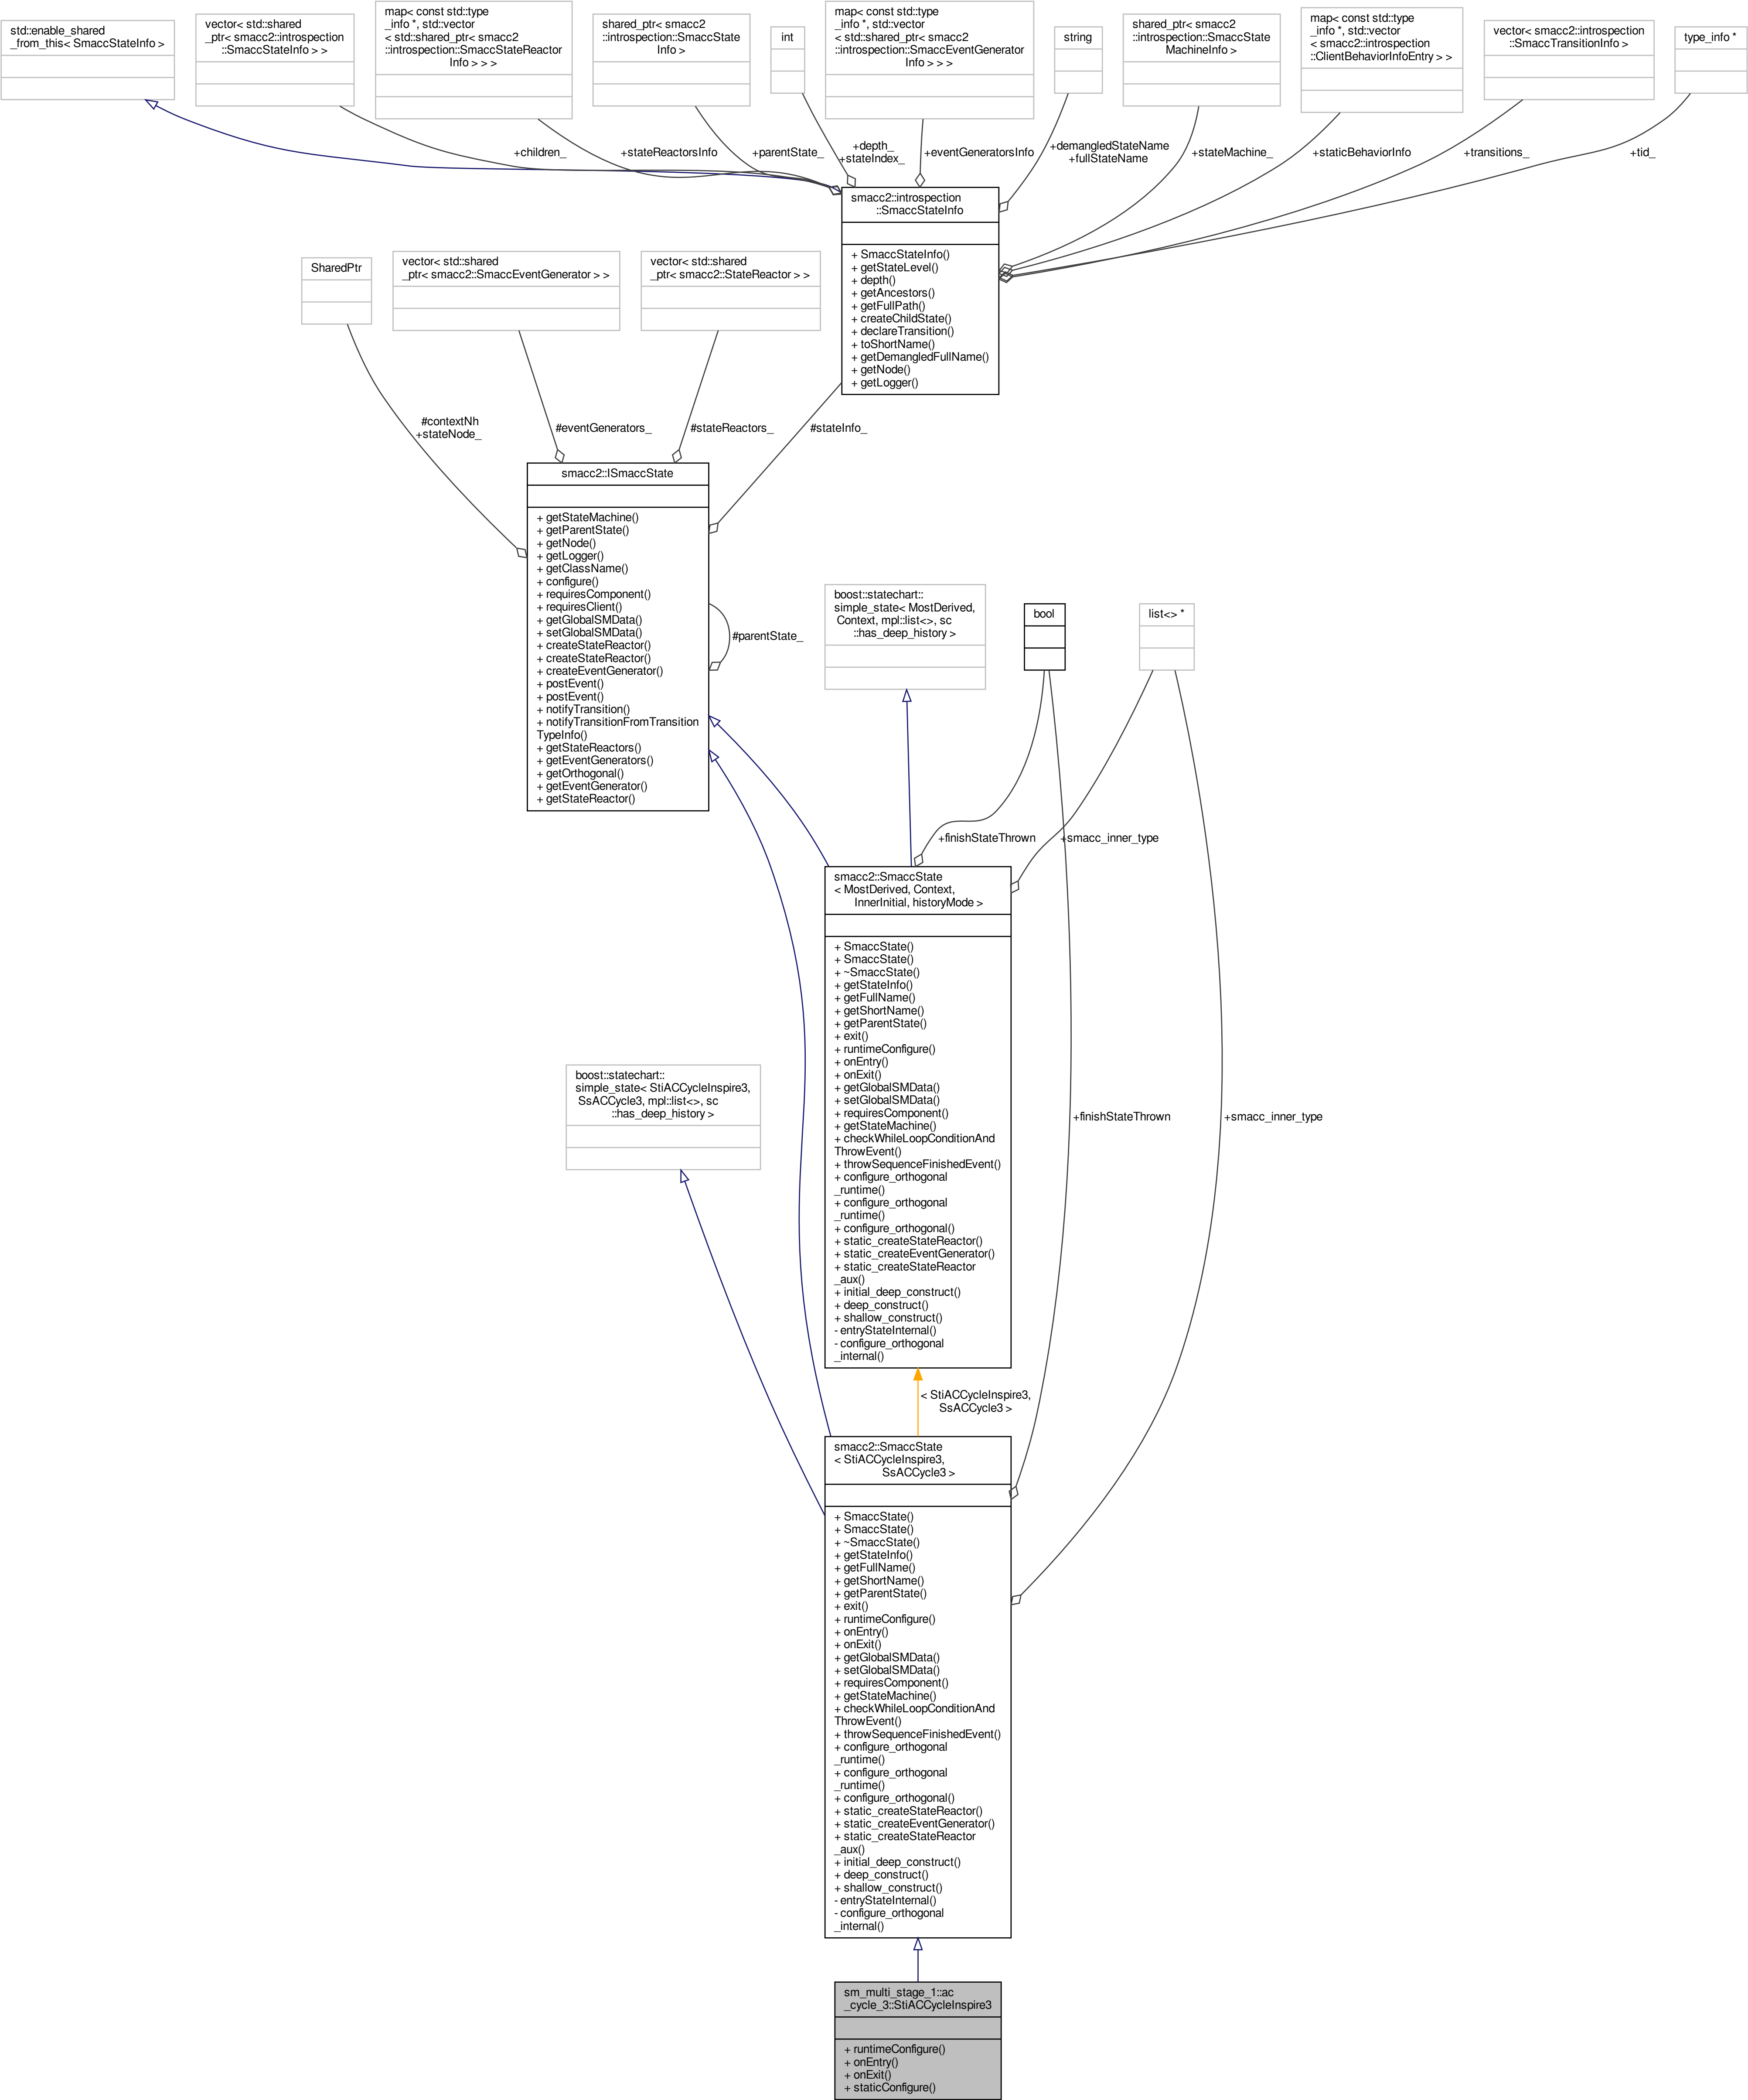 std::enable_shared
_from_this< SmaccStateInfo >
vector< std::shared
_ptr< smacc2::introspection
::SmaccStateInfo > >
map< const std::type
_info *, std::vector
< std::shared_ptr< smacc2
::introspection::SmaccStateReactor
Info > > >
shared_ptr< smacc2
::introspection::SmaccState
Info >
int
map< const std::type
_info *, std::vector
< std::shared_ptr< smacc2
::introspection::SmaccEventGenerator
Info > > >
string
shared_ptr< smacc2
::introspection::SmaccState
MachineInfo >
map< const std::type
_info *, std::vector
< smacc2::introspection
::ClientBehaviorInfoEntry > >
vector< smacc2::introspection
::SmaccTransitionInfo >
type_info *
+children_
+stateReactorsInfo
+parentState_
+depth_
+stateIndex_
+eventGeneratorsInfo
+demangledStateName
+fullStateName
+stateMachine_
+staticBehaviorInfo
+transitions_
+tid_
smacc2::introspection
::SmaccStateInfo
+ SmaccStateInfo()
+ getStateLevel()
+ depth()
+ getAncestors()
+ getFullPath()
+ createChildState()
+ declareTransition()
+ toShortName()
+ getDemangledFullName()
+ getNode()
+ getLogger()
SharedPtr
vector< std::shared
_ptr< smacc2::SmaccEventGenerator > >
vector< std::shared
_ptr< smacc2::StateReactor > >
#contextNh
+stateNode_
#eventGenerators_
#stateReactors_
#stateInfo_
smacc2::ISmaccState
+ getStateMachine()
+ getParentState()
+ getNode()
+ getLogger()
+ getClassName()
+ configure()
+ requiresComponent()
+ requiresClient()
+ getGlobalSMData()
+ setGlobalSMData()
+ createStateReactor()
+ createStateReactor()
+ createEventGenerator()
+ postEvent()
+ postEvent()
+ notifyTransition()
+ notifyTransitionFromTransition
TypeInfo()
+ getStateReactors()
+ getEventGenerators()
+ getOrthogonal()
+ getEventGenerator()
+ getStateReactor()
#parentState_
boost::statechart::
simple_state< MostDerived,
Context, mpl::list<>, sc
::has_deep_history >
bool
list<> *
+finishStateThrown
+smacc_inner_type
smacc2::SmaccState
< MostDerived, Context,
InnerInitial, historyMode >
+ SmaccState()
+ SmaccState()
+ ~SmaccState()
+ getStateInfo()
+ getFullName()
+ getShortName()
+ getParentState()
+ exit()
+ runtimeConfigure()
+ onEntry()
+ onExit()
+ getGlobalSMData()
+ setGlobalSMData()
+ requiresComponent()
+ getStateMachine()
+ checkWhileLoopConditionAnd
ThrowEvent()
+ throwSequenceFinishedEvent()
+ configure_orthogonal
_runtime()
+ configure_orthogonal
_runtime()
+ configure_orthogonal()
+ static_createStateReactor()
+ static_createEventGenerator()
+ static_createStateReactor
_aux()
+ initial_deep_construct()
+ deep_construct()
+ shallow_construct()
- entryStateInternal()
- configure_orthogonal
_internal()
boost::statechart::
simple_state< StiACCycleInspire3,
SsACCycle3, mpl::list<>, sc
::has_deep_history >
+finishStateThrown
+smacc_inner_type
< StiACCycleInspire3,
SsACCycle3 >
smacc2::SmaccState
< StiACCycleInspire3,
SsACCycle3 >
+ SmaccState()
+ SmaccState()
+ ~SmaccState()
+ getStateInfo()
+ getFullName()
+ getShortName()
+ getParentState()
+ exit()
+ runtimeConfigure()
+ onEntry()
+ onExit()
+ getGlobalSMData()
+ setGlobalSMData()
+ requiresComponent()
+ getStateMachine()
+ checkWhileLoopConditionAnd
ThrowEvent()
+ throwSequenceFinishedEvent()
+ configure_orthogonal
_runtime()
+ configure_orthogonal
_runtime()
+ configure_orthogonal()
+ static_createStateReactor()
+ static_createEventGenerator()
+ static_createStateReactor
_aux()
+ initial_deep_construct()
+ deep_construct()
+ shallow_construct()
- entryStateInternal()
- configure_orthogonal
_internal()
sm_multi_stage_1::ac
_cycle_3::StiACCycleInspire3
+ runtimeConfigure()
+ onEntry()
+ onExit()
+ staticConfigure()